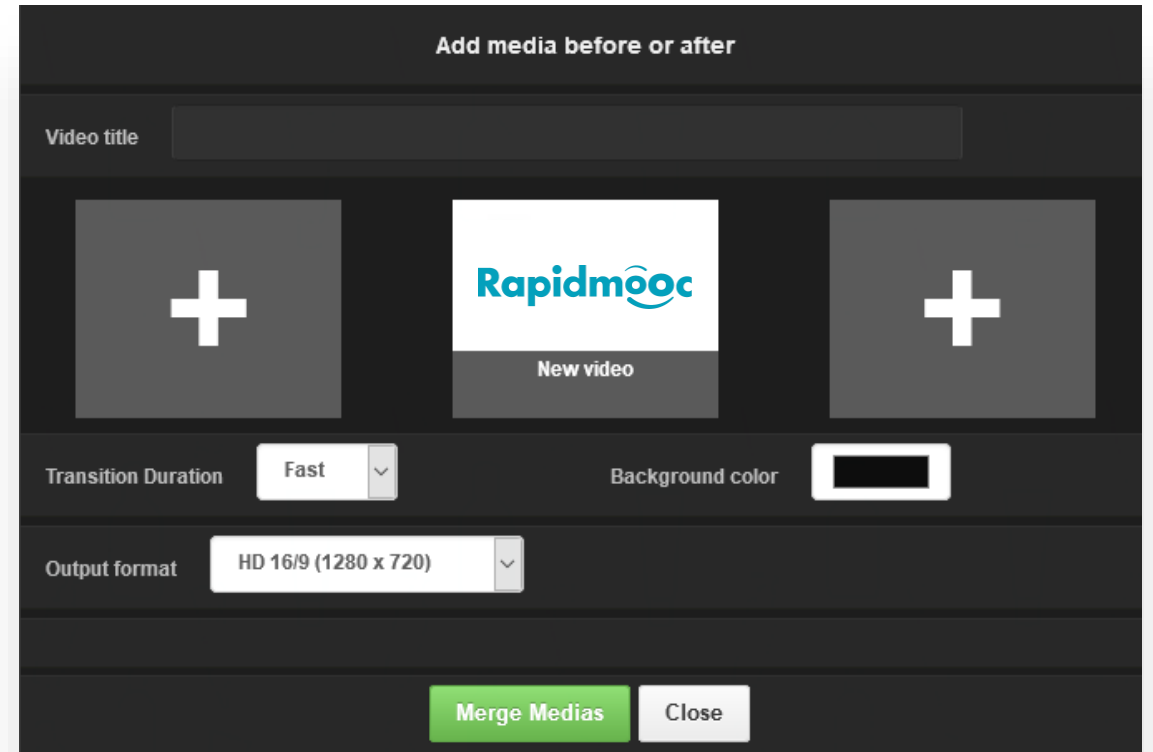 Add media before or after
Video title
Rapidmooc
New video
Transition Duration Fast Background color
Output format HD 16/9 (1280 x 720)
Merge Medias Close